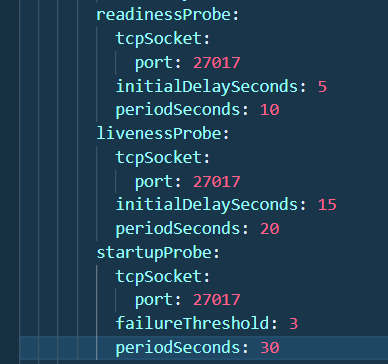 readinessProbe:
tcpSocket:
port: 27017
initialDelaySeconds: 5
periodSeconds: 10
livenessProbe:
tcpSocket:
port: 27017
initialDelaySeconds: 15
periodSeconds: 20
startupProbe:
tcpSocket:
port: 27017
failureThreshold: 3
periodSeconds: 30